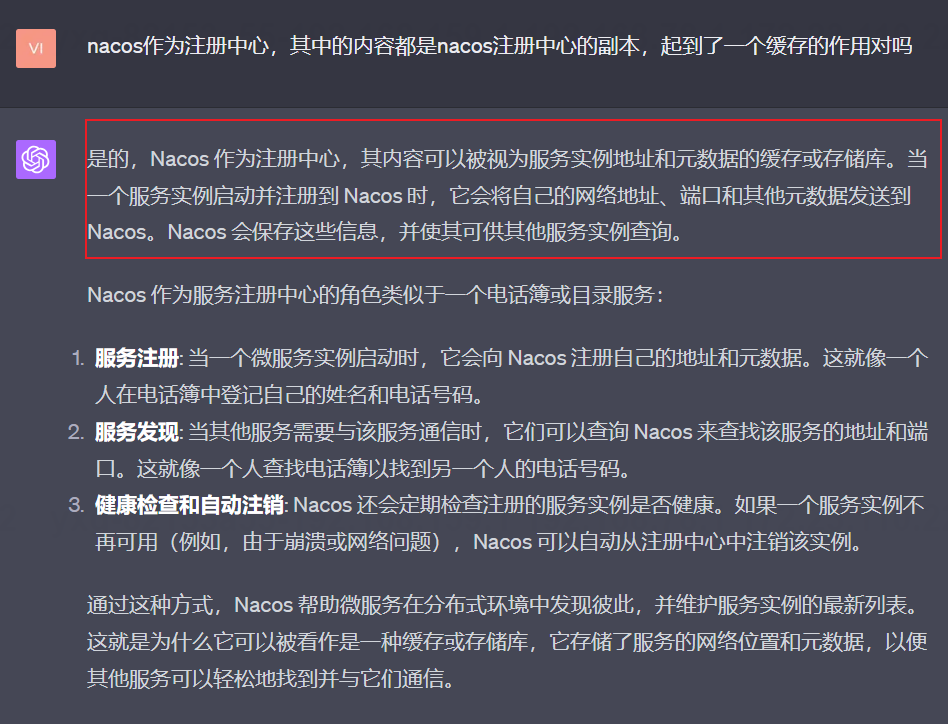 VI
nacos作为注册中心，其中的内容都是nacos注册中心的副本，起到了一个缓存的作用对吗
是的，Nacos 作为注册中心，其内容可以被视为服务实例地址和元数据的缓存或存储库。当
一个服务实例启动并注册到 Nacos 时，它会将自己的网络地址、端口和其他元数据发送到
Nacos。Nacos 会保存这些信息，并使其可供其他服务实例查询。
Nacos 作为服务注册中心的角色类似于一个电话簿或目录服务：
1. 服务注册: 当一个微服务实例启动时，它会向 Nacos 注册自己的地址和元数据。这就像一个
人在电话簿中登记自己的姓名和电话号码。
2. 服务发现: 当其他服务需要与该服务通信时，它们可以查询 Nacos 来查找该服务的地址和端
口。这就像一个人查找电话簿以找到另一个人的电话号码。
3. 健康检查和自动注销: Nacos 还会定期检查注册的服务实例是否健康。如果一个服务实例不
再可用（例如，由于崩溃或网络问题），Nacos 可以自动从注册中心中注销该实例。
通过这种方式，Nacos 帮助微服务在分布式环境中发现彼此，并维护服务实例的最新列表。
这就是为什么它可以被看作是一种缓存或存储库，它存储了服务的网络位置和元数据，以便
其他服务可以轻松地找到并与它们通信。